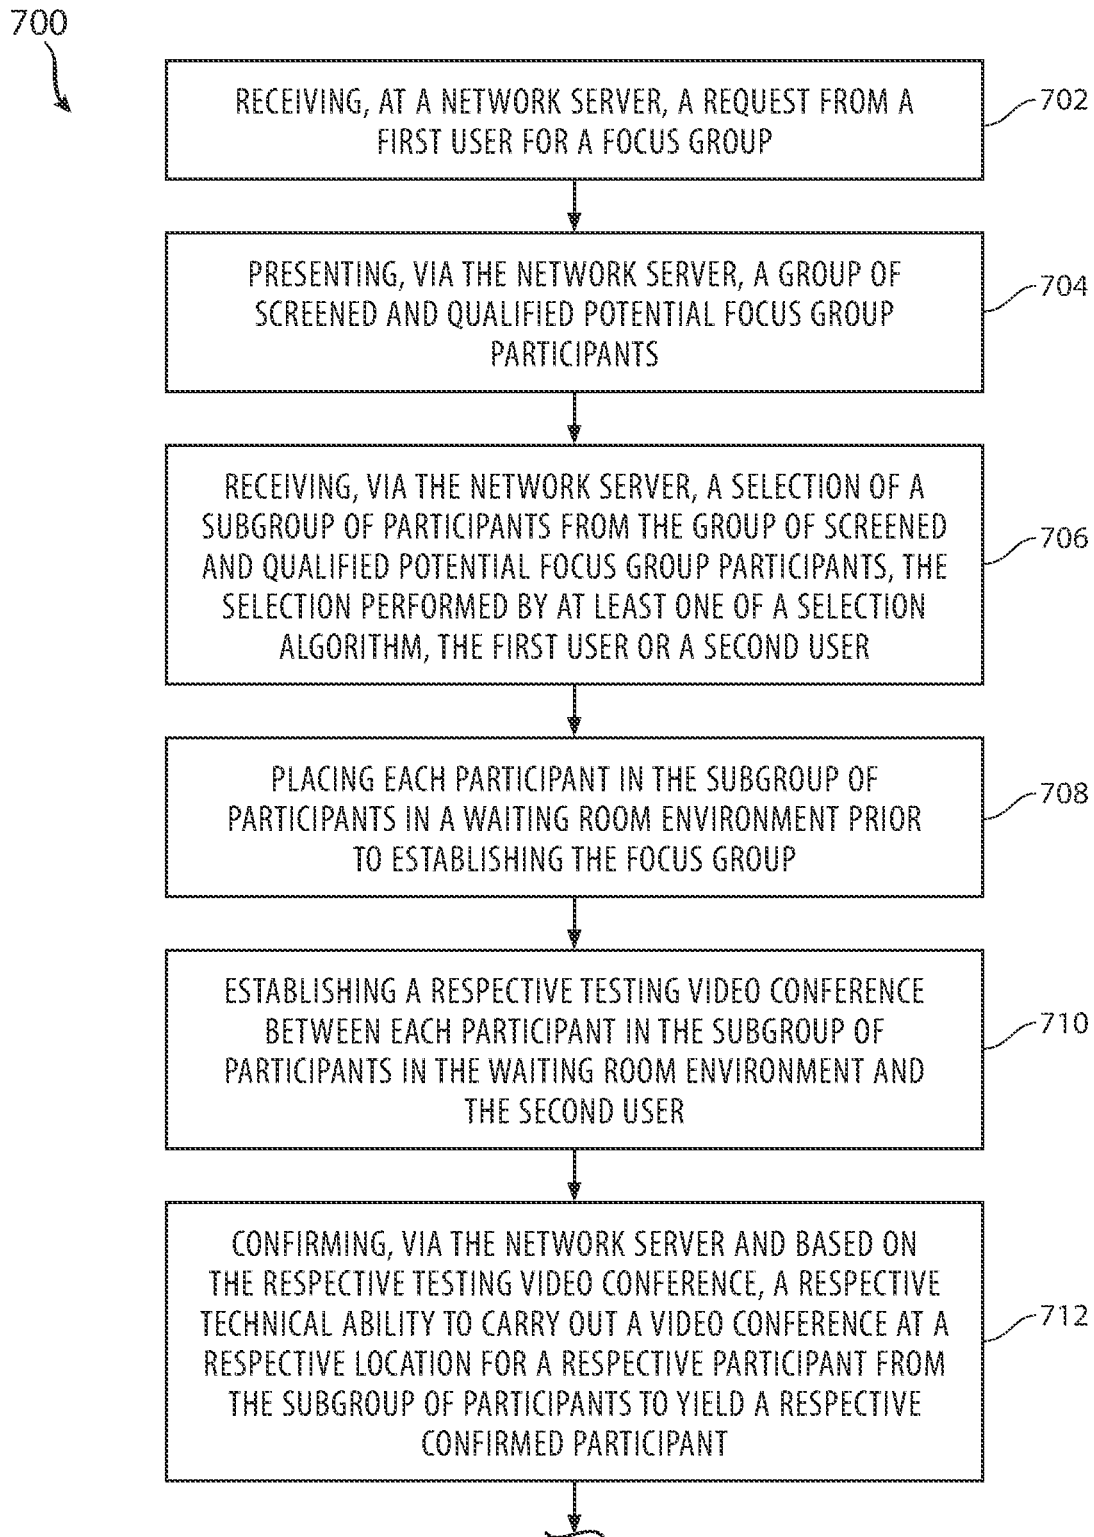 700
RECEIVING, AT A NETWORK SERVER, A REQUEST FROM A
FIRST USER FOR A FOCUS GROUP
702
PRESENTING, VIA THE NETWORK SERVER, A GROUP OF
SCREENED AND QUALIFIED POTENTIAL FOCUS GROUP
PARTICIPANTS
704
RECEIVING, VIA THE NETWORK SERVER, A SELECTION OF A
SUBGROUP OF PARTICIPANTS FROM THE GROUP OF SCREENED
AND QUALIFIED POTENTIAL FOCUS GROUP PARTICIPANTS, THE
SELECTION PERFORMED BY AT LEAST ONE OF A SELECTION
ALGORITHM, THE FIRST USER OR A SECOND USER
706
PLACING EACH PARTICIPANT IN THE SUBGROUP OF
PARTICIPANTS IN A WAITING ROOM ENVIRONMENT PRIOR
TO ESTABLISHING THE FOCUS GROUP
708
ESTABLISHING A RESPECTIVE TESTING VIDEO CONFERENCE
BETWEEN EACH PARTICIPANT IN THE SUBGROUP OF
PARTICIPANTS IN THE WAITING ROOM ENVIRONMENT AND
THE SECOND USER
710
CONFIRMING, VIA THE NETWORK SERVER AND BASED ON
THE RESPECTIVE TESTING VIDEO CONFERENCE, A RESPECTIVE
TECHNICAL ABILITY TO CARRY OUT A VIDEO CONFERENCE AT A
RESPECTIVE LOCATION FOR A RESPECTIVE PARTICIPANT FROM
THE SUBGROUP OF PARTICIPANTS TO YIELD A RESPECTIVE
CONFIRMED PARTICIPANT
712